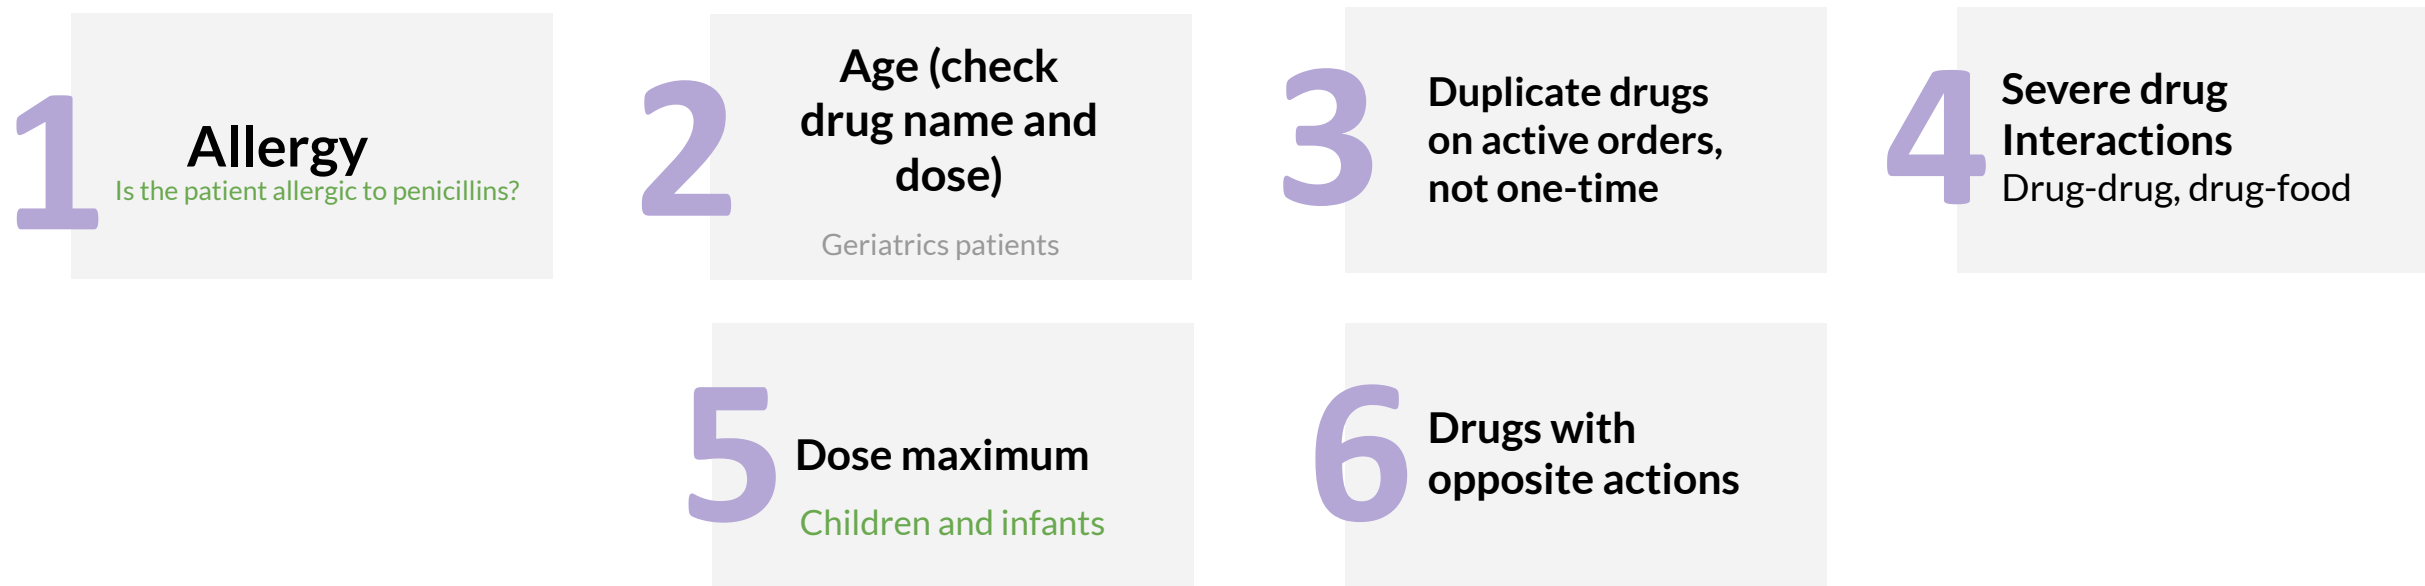 1
Allergy
Is the patient allergic to penicillins?
2
Age (check
drug name and
dose)
Geriatrics patients
3
Duplicate drugs
on active orders,
not one-time
4
Severe drug
Interactions
Drug-drug, drug-food
5
Dose maximum
Children and infants
6
Drugs with
opposite actions